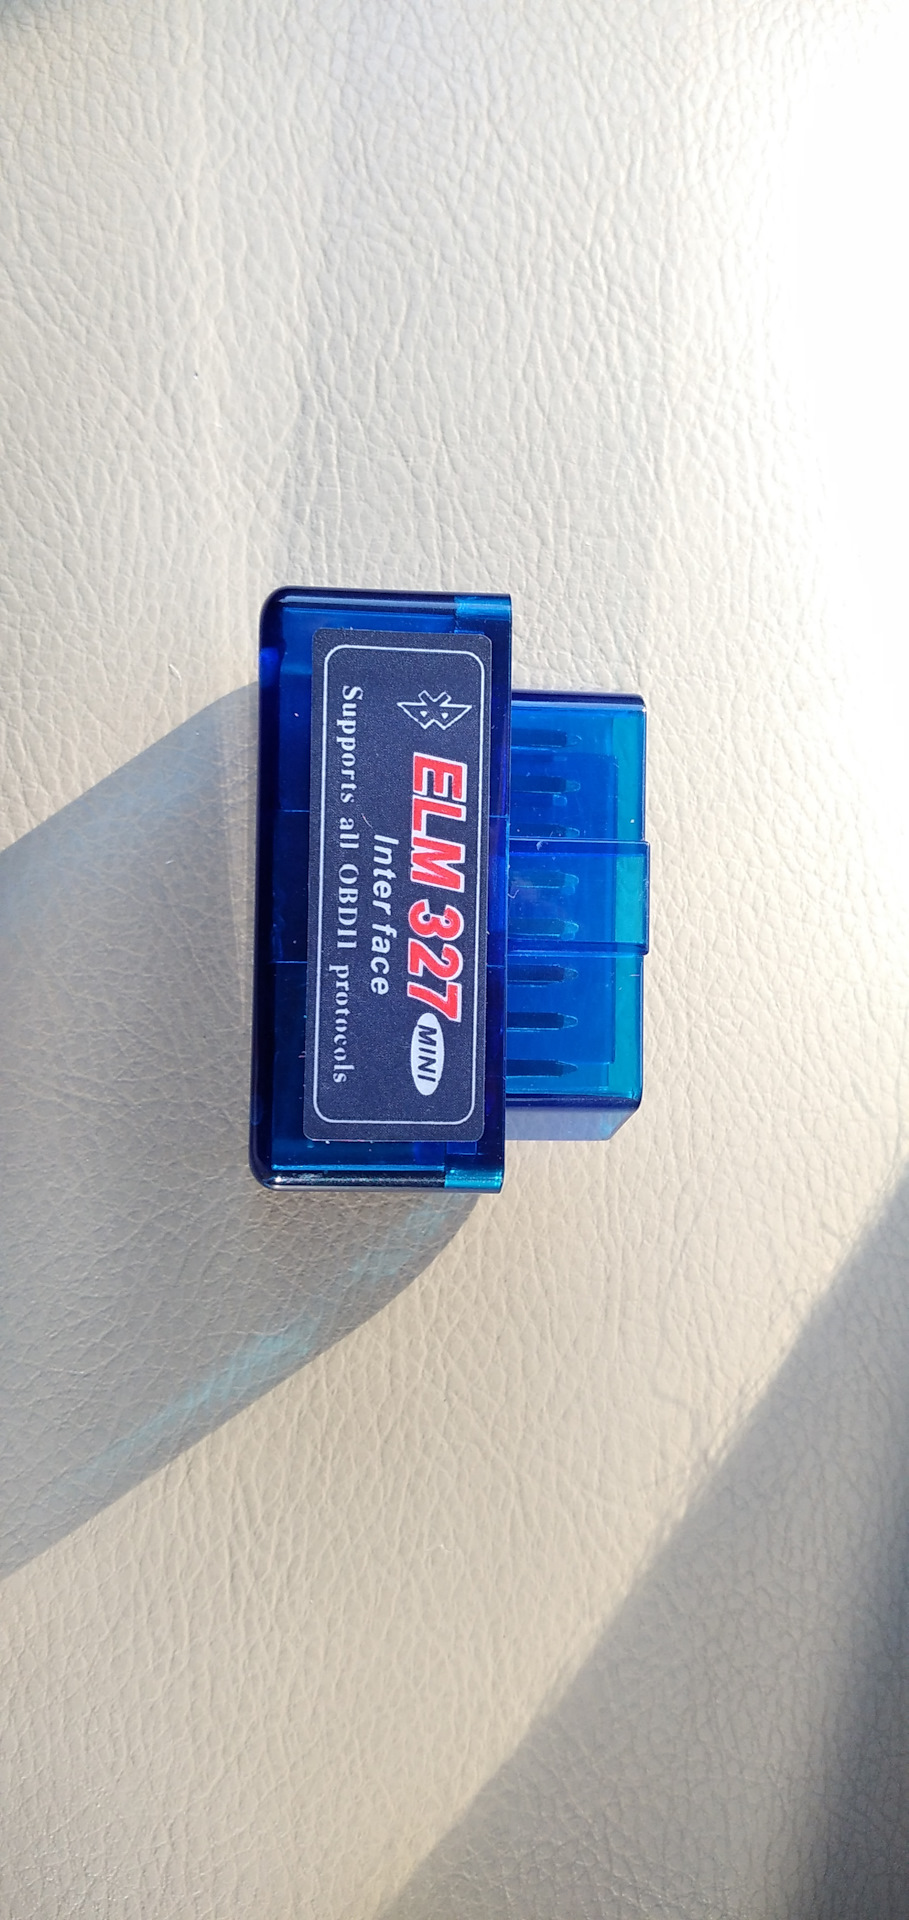 ELM 327 MINI
Interface
Supports all OBDII protocols